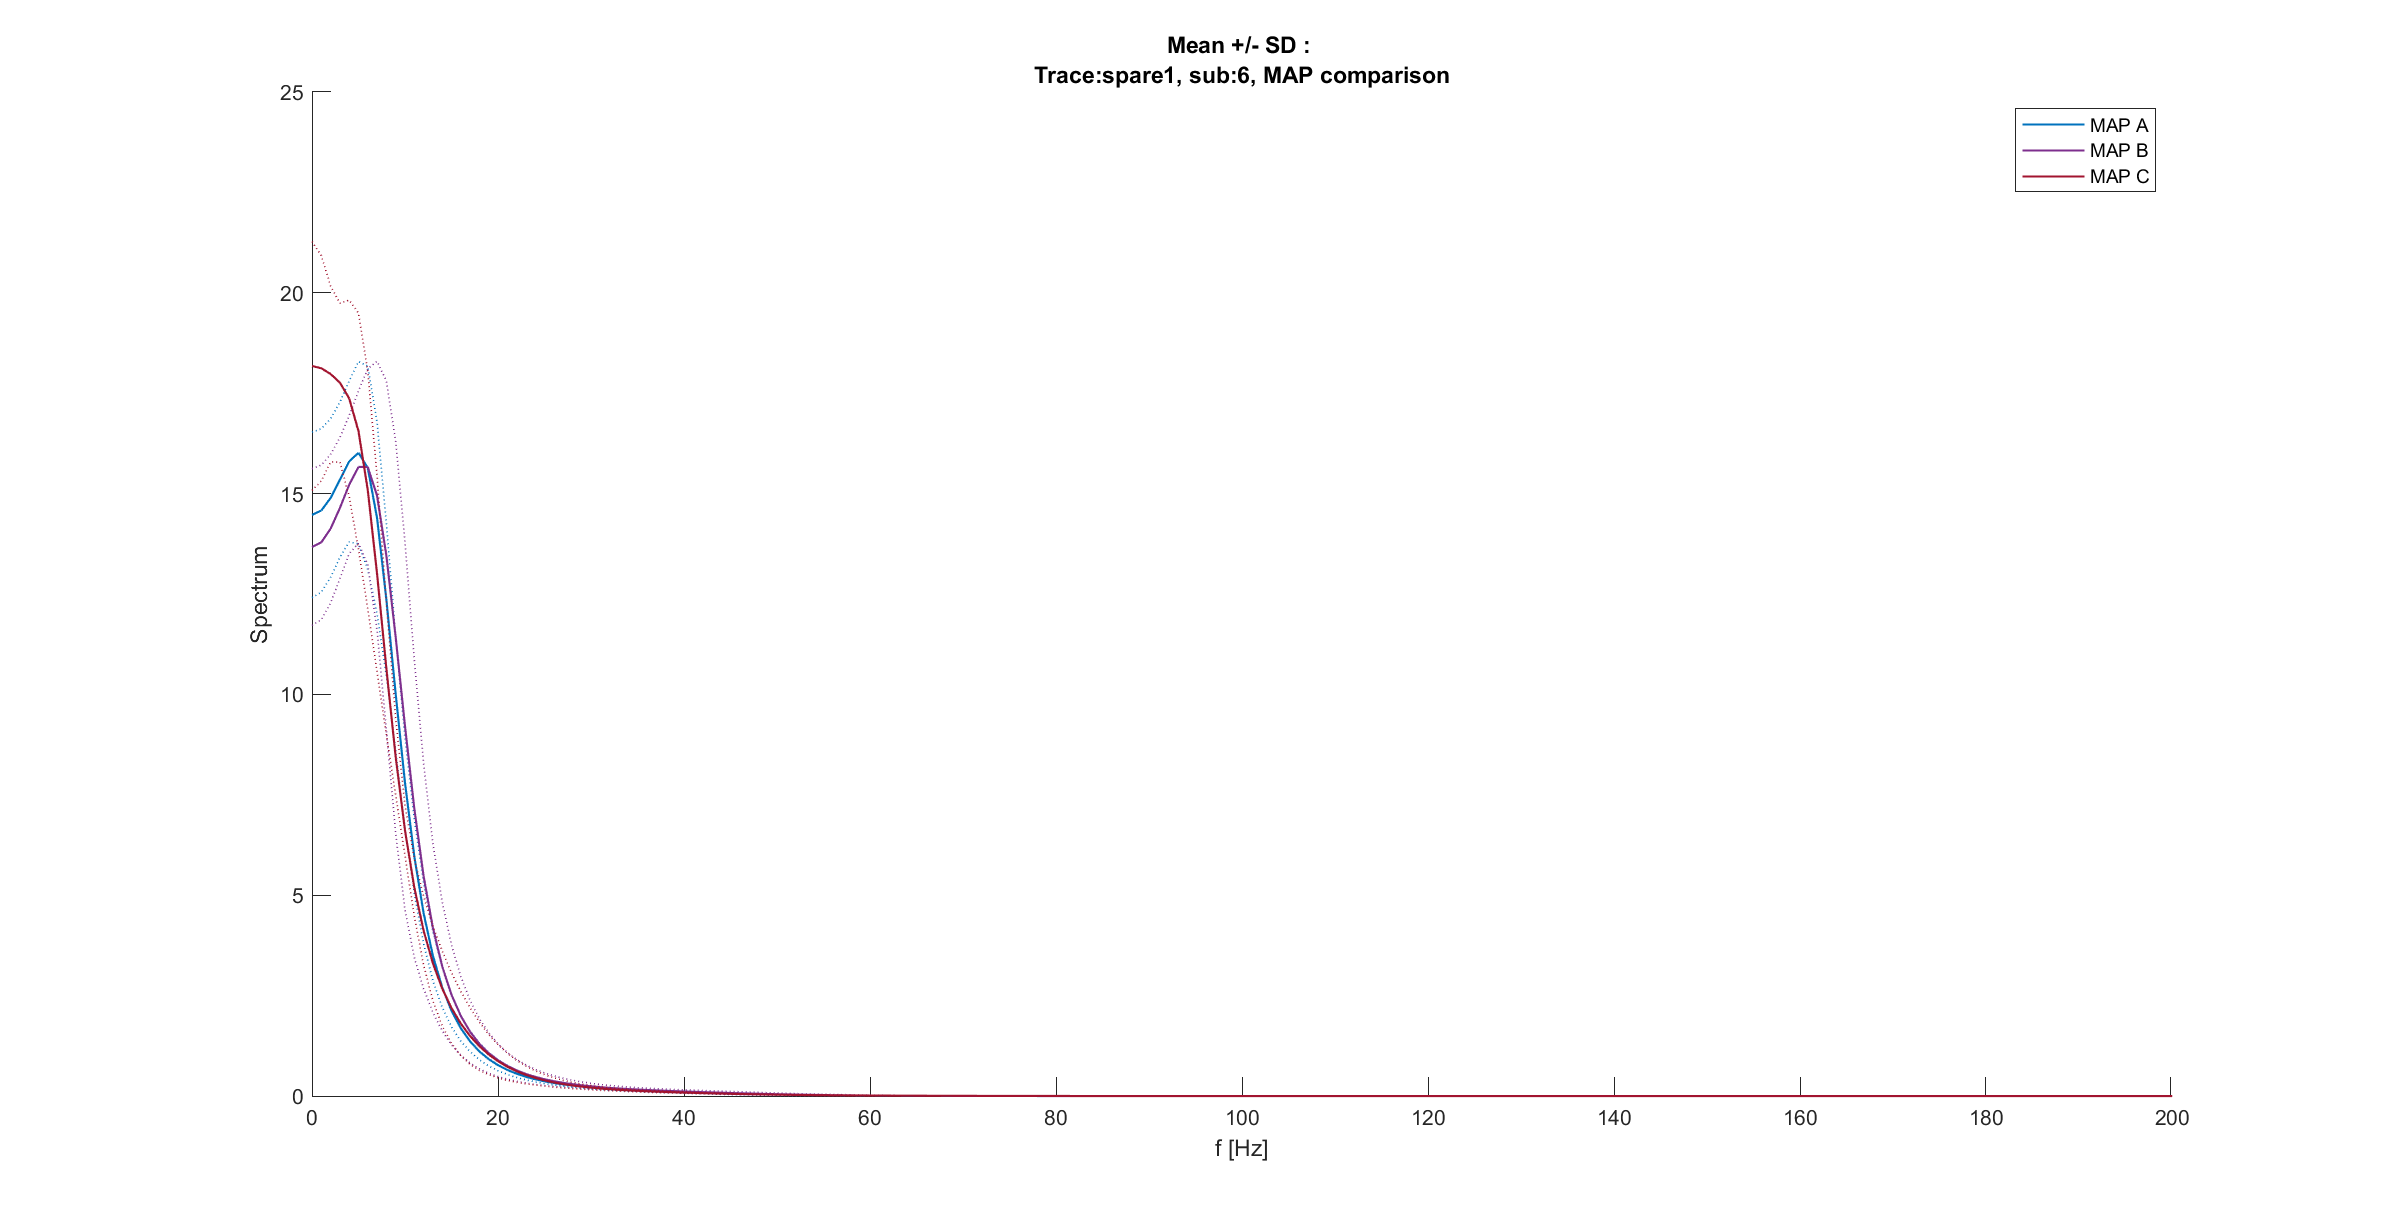 Mean +/- SD :
Trace:spare1, sub:6, MAP comparison
25
20
15
10
5
0
Spectrum
MAP A
MAP B
MAP C
0 20 40 60 80 100 120 140 160 180 200
f [Hz]